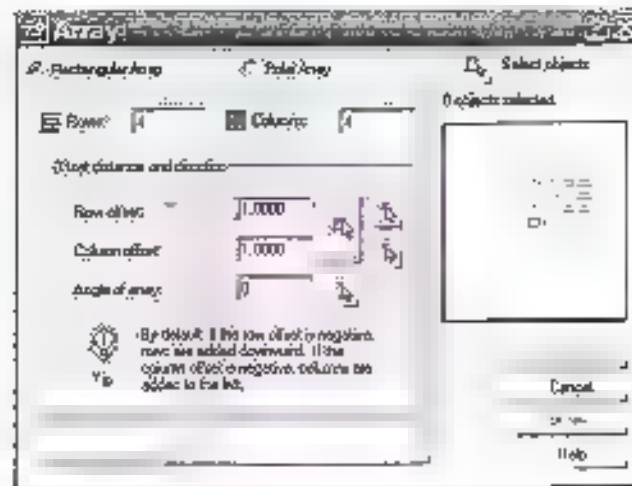 Array
Rectangular Array
Polar Array
Select objects
0 objects selected
Rows: 4
Columns: 4
Offset distance and direction
Row offset: 1.0000
Column offset: 1.0000
Angle of array: 0
Tip
By default, if the row offset is negative,
rows are added downward. If the
column offset is negative, columns are
added to the left.
Cancel
Help